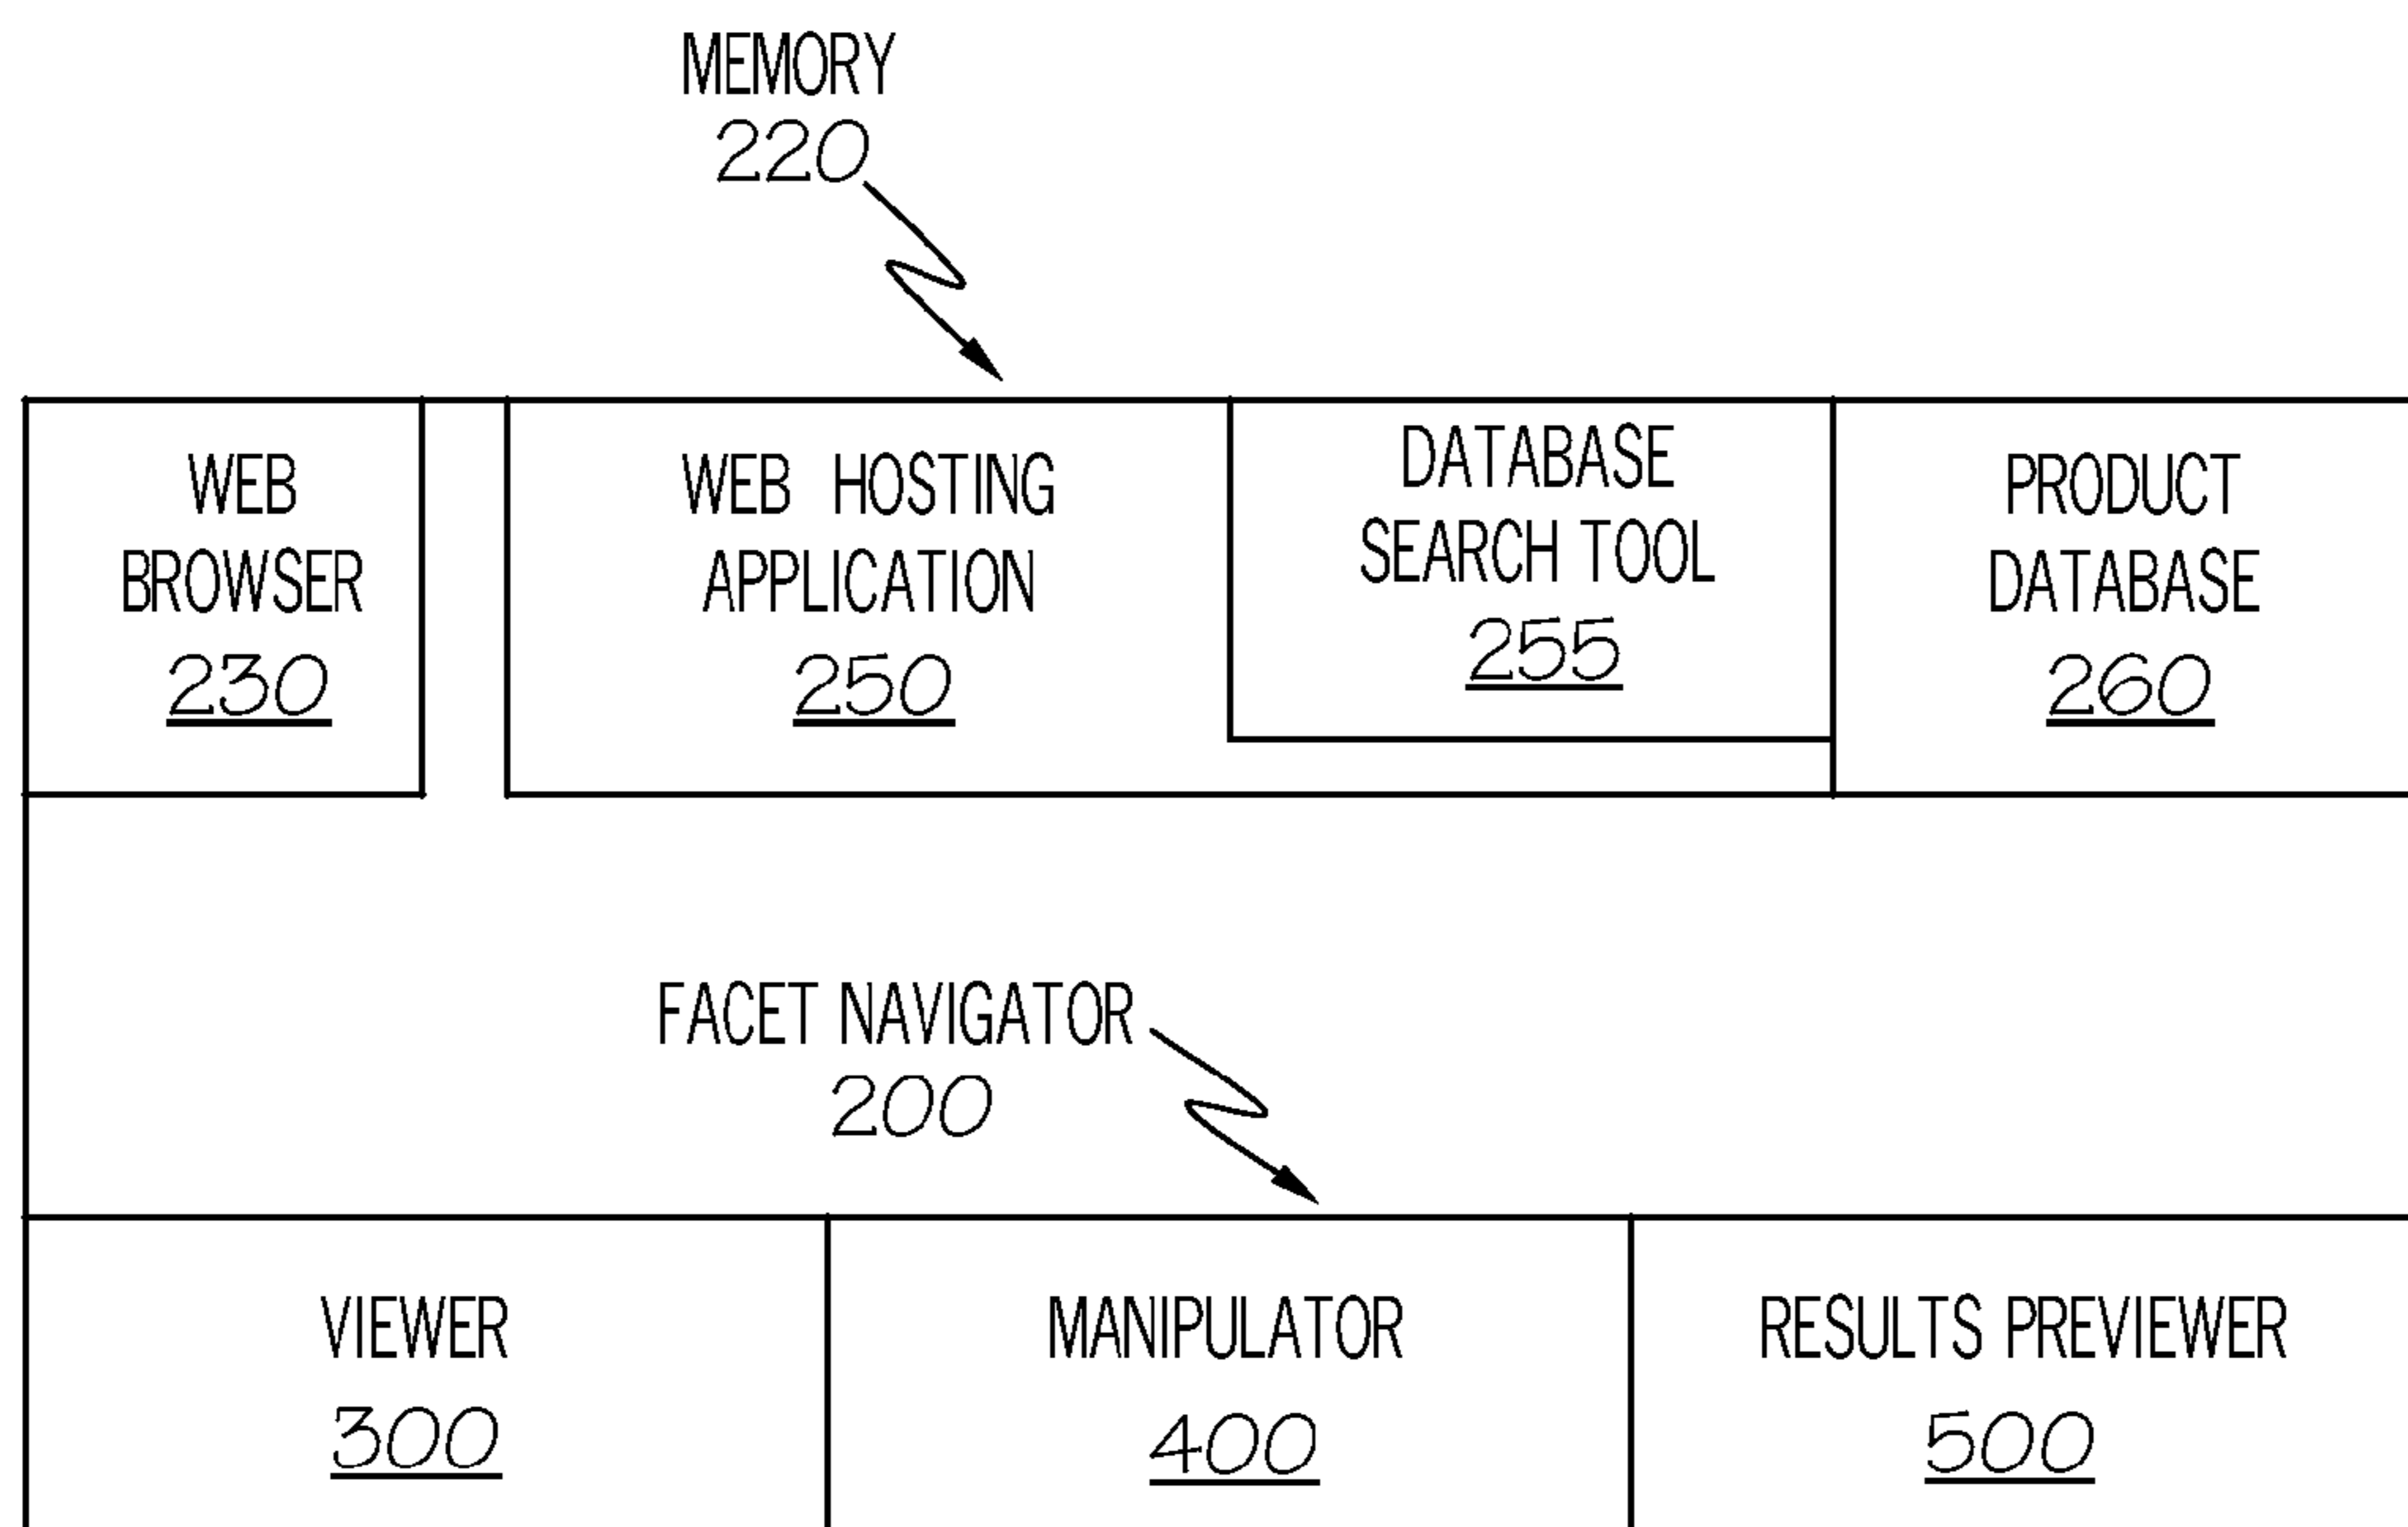 MEMORY
220
WEB
BROWSER
230
WEB HOSTING
APPLICATION
250
DATABASE
SEARCH TOOL
255
PRODUCT
DATABASE
260
FACET NAVIGATOR
200
VIEWER
300
MANIPULATOR
400
RESULTS PREVIEWER
500